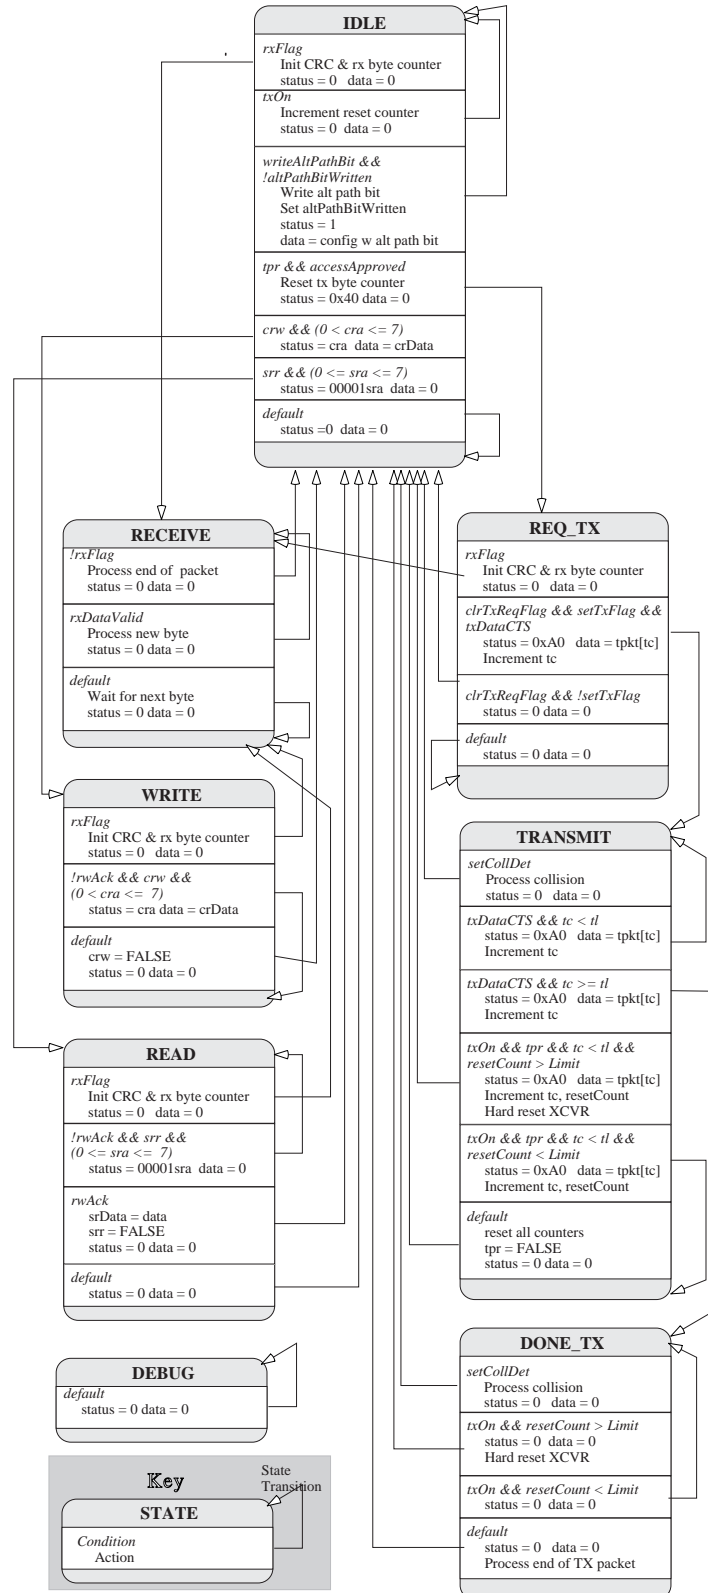 IDLE
rxFlag
Init CRC & rx byte counter
status = 0 data = 0
txOn
Increment reset counter
status = 0 data = 0
writeAltPathBit &&
!altPathBitWritten
Write alt path bit
Set altPathBitWritten
status = 1
data = config w alt path bit
tpr && accessApproved
Reset tx byte counter
status = 0x40 data = 0
crw && (0 < cra <= 7)
status = cra data = crData
srr && (0 <= sra <= 7)
status = 00001sra data = 0
default
status =0 data = 0
RECEIVE
!rxFlag
Process end of packet
status = 0 data = 0
rxDataValid
Process new byte
status = 0 data = 0
default
Wait for next byte
status = 0 data = 0
REQ_TX
rxFlag
Init CRC & rx byte counter
status = 0 data = 0
clrTxReqFlag && setTxFlag &&
txDataCTS
status = 0xA0 data = tpkt[tc]
Increment tc
clrTxReqFlag && !setTxFlag
status = 0 data = 0
default
status = 0 data = 0
WRITE
rxFlag
Init CRC & rx byte counter
status = 0 data = 0
!rwAck && crw &&
(0 < cra <= 7)
status = cra data = crData
default
crw = FALSE
status = 0 data = 0
TRANSMIT
setCollDet
Process collision
status = 0 data = 0
txDataCTS && tc < tl
status = 0xA0 data = tpkt[tc]
Increment tc
txDataCTS && tc >= tl
status = 0xA0 data = tpkt[tc]
Increment tc
txOn && tpr && tc < tl &&
resetCount > Limit
status = 0xA0 data = tpkt[tc]
Increment tc, resetCount
Hard reset XCVR
txOn && tpr && tc < tl &&
resetCount < Limit
status = 0xA0 data = tpkt[tc]
Increment tc, resetCount
default
reset all counters
tpr = FALSE
status = 0 data = 0
READ
rxFlag
Init CRC & rx byte counter
status = 0 data = 0
!rwAck && srr &&
(0 <= sra <= 7)
status = 00001sra data = 0
rwAck
srData = data
srr = FALSE
status = 0 data = 0
default
status = 0 data = 0
DONE_TX
setCollDet
Process collision
status = 0 data = 0
txOn && resetCount > Limit
status = 0 data = 0
Hard reset XCVR
txOn && resetCount < Limit
status = 0 data = 0
default
status = 0 data = 0
Process end of TX packet
DEBUG
default
status = 0 data = 0
Key
State
Transition
STATE
Condition
Action